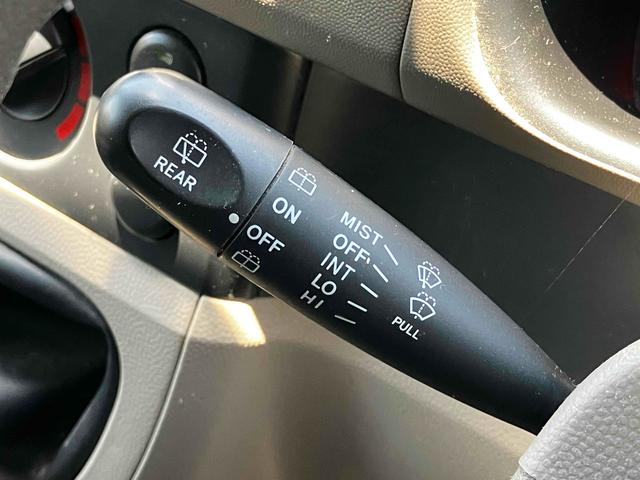 REAR
ON
OFF
MIST
OFF
INT
LO
HI
PULL